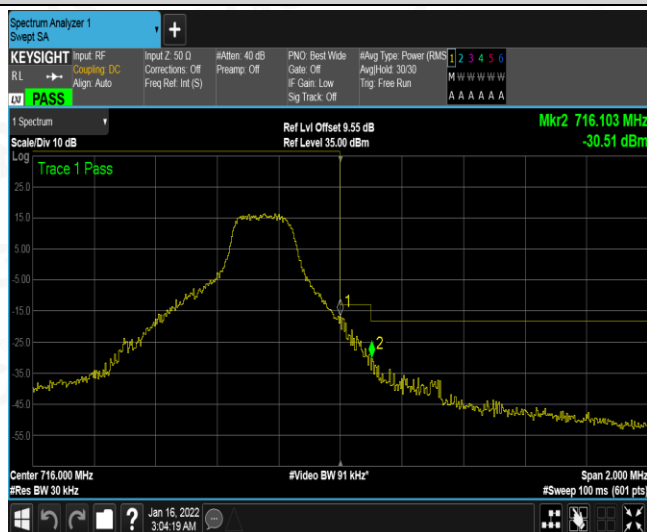 Spectrum Analyzer 1
Swept SA
+
KEYSIGHT Input: RF Input Z: 50 Ω #Atten: 40 dB PNO: Best Wide #Avg Type: Power (RMS 1 2 3 4 5 6
RL Coupling: DC Corrections: Off Preamp: Off Gate: Off Avg|Hold: 30/30 M W W W W W
Align: Auto Freq Ref: Int (S) IF Gain: Low Trig: Free Run
Sig Track: Off A A A A A A
LXI PASS
1 Spectrum Ref Lvl Offset 9.55 dB Mkr2 716.103 MHz
Scale/Div 10 dB Ref Level 35.00 dBm -30.51 dBm
Log
Trace 1 Pass
25.0
15.0
5.00
-5.00
1
-15.0
-25.0
2
-35.0
-45.0
-55.0
Center 716.000 MHz #Video BW 91 kHz* Span 2.000 MHz
#Res BW 30 kHz #Sweep 100 ms (601 pts)
? Jan 16, 2022
3:04:19 AM